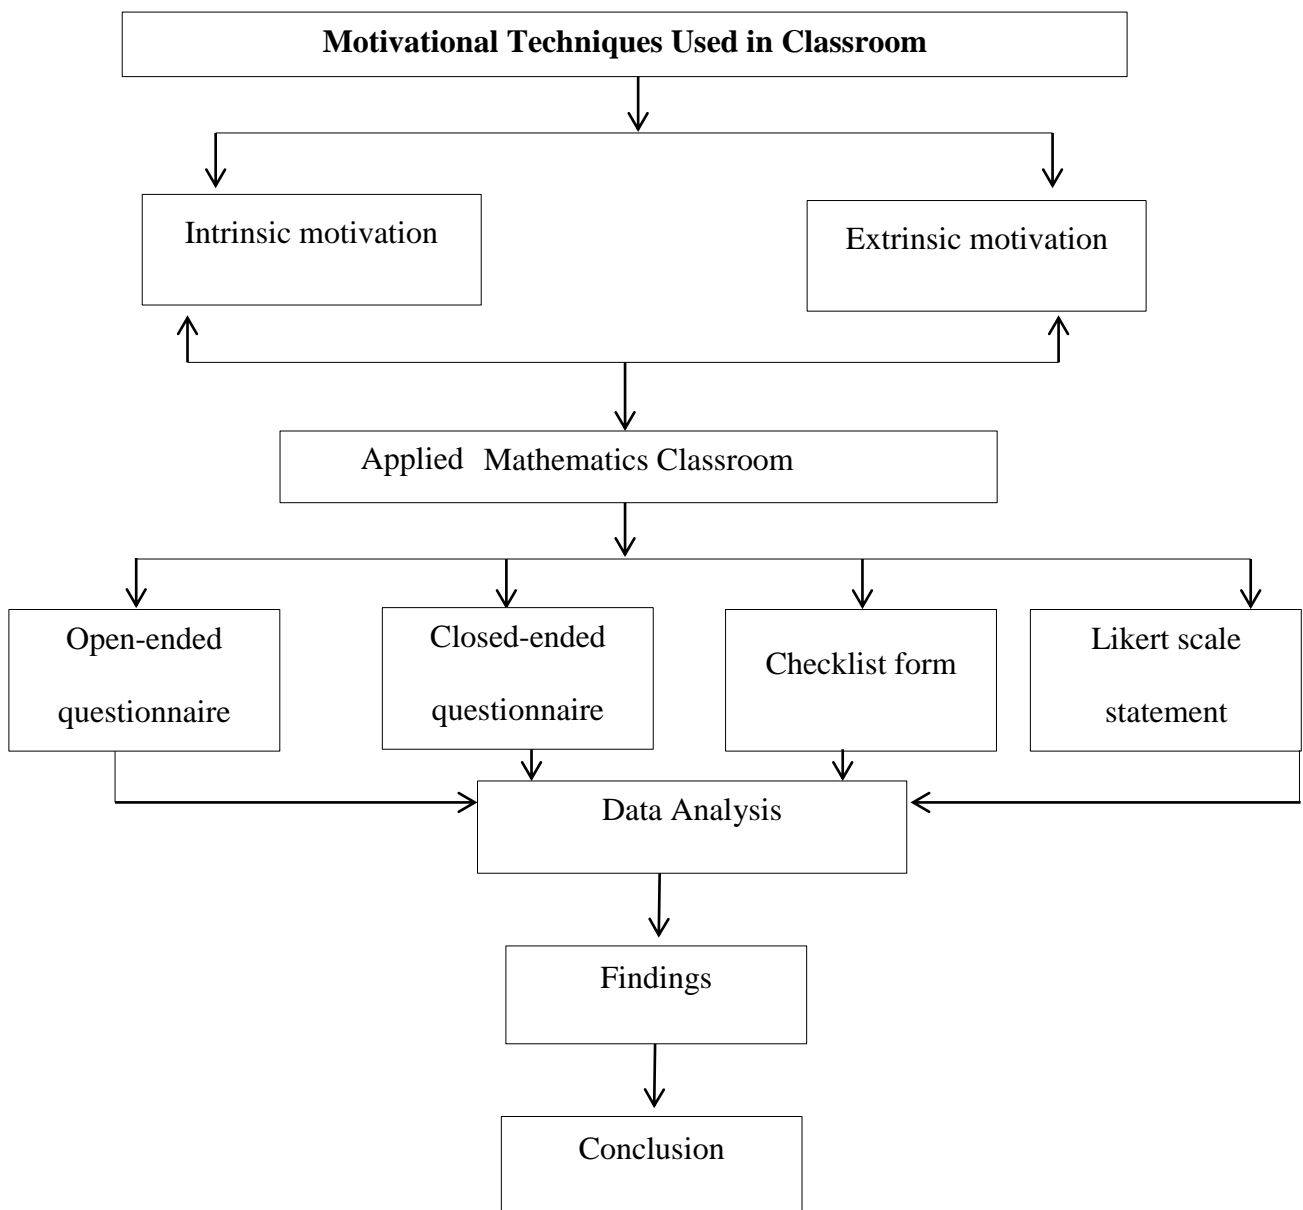 Motivational Techniques Used in Classroom
Intrinsic motivation
Extrinsic motivation
Applied Mathematics Classroom
Open-ended
questionnaire
Closed-ended
questionnaire
Checklist form
Likert scale
statement
Data Analysis
Findings
Conclusion